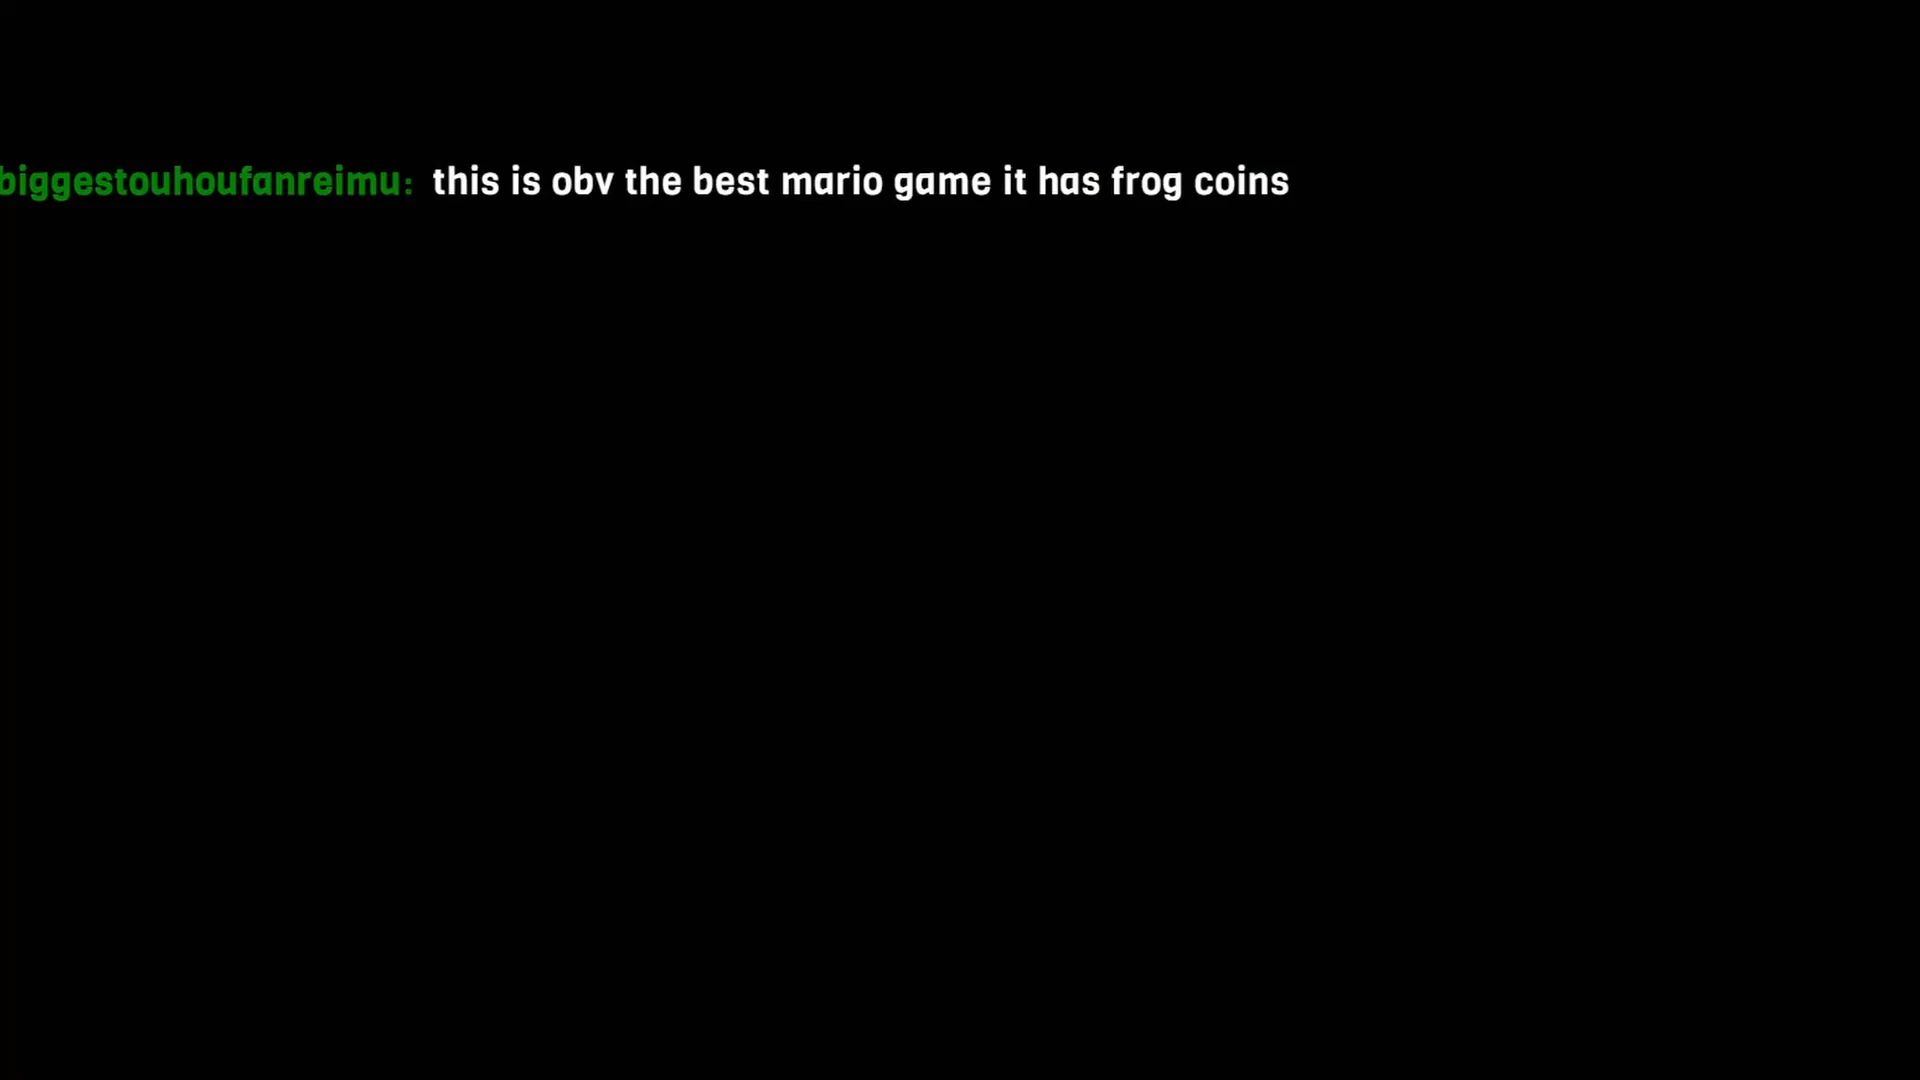 biggestouhoufanreimu: this is obv the best mario game it has frog coins